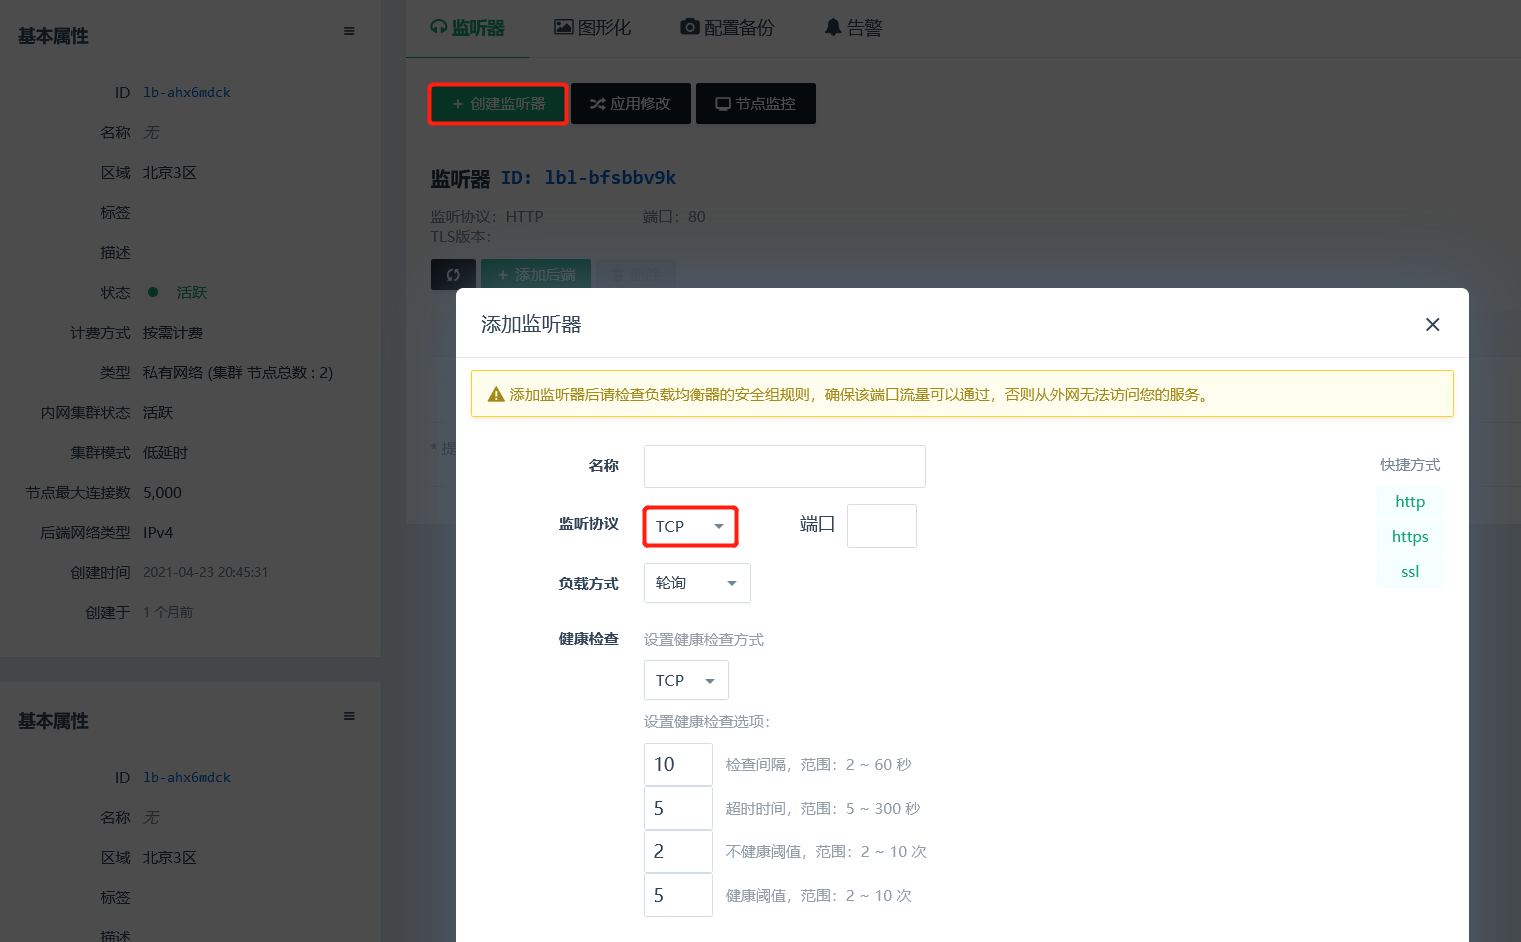 基本属性
ID lb-ahx6mdck
名称 无
区域 北京3区
标签
描述
状态 活跃
计费方式 按需计费
类型 私有网络 (集群 节点总数 : 2)
内网集群状态 活跃
集群模式 低延时
节点最大连接数 5,000
后端网络类型 IPv4
创建时间 2021-04-23 20:45:31
创建于 1 个月前
基本属性
ID lb-ahx6mdck
名称 无
区域 北京3区
标签
描述
监听器 图形化 配置备份 告警
+ 创建监听器 应用修改 节点监控
监听器 ID: lbl-bfsbbv9k
监听协议：HTTP 端口：80
TLS版本：
+ 添加后端 删除
* 提
添加监听器
添加监听器后请检查负载均衡器的安全组规则，确保该端口流量可以通过，否则从外网无法访问您的服务。
名称
监听协议 TCP 端口
负载方式 轮询
健康检查 设置健康检查方式
TCP
设置健康检查选项：
10 检查间隔，范围：2 ~ 60 秒
5 超时时间，范围：5 ~ 300 秒
2 不健康阈值，范围：2 ~ 10 次
5 健康阈值，范围：2 ~ 10 次
快捷方式
http
https
ssl